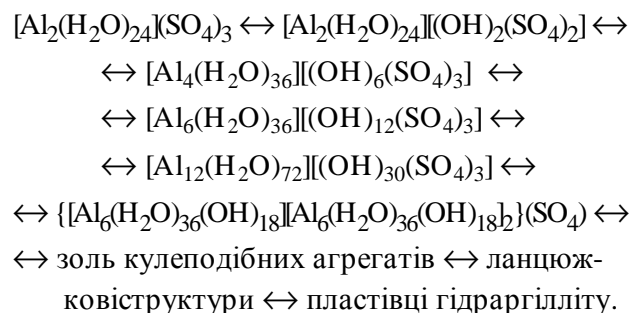 [Al₂(H₂O)₂₄](SO₄)₃ ↔ [Al₂(H₂O)₂₄][(OH)₂(SO₄)₂] ↔
↔ [Al₄(H₂O)₃₆][(OH)₆(SO₄)₃] ↔
↔ [Al₆(H₂O)₃₆][(OH)₁₂(SO₄)₃] ↔
↔ [Al₁₂(H₂O)₇₂][(OH)₃₀(SO₄)₃] ↔
↔ {[Al₆(H₂O)₃₆(OH)₁₈][Al₆(H₂O)₃₆(OH)₁₈]₂}(SO₄) ↔
↔ золь кулеподібних агрегатів ↔ ланцюж-
ковіструктури ↔ пластівці гідраргілліту.